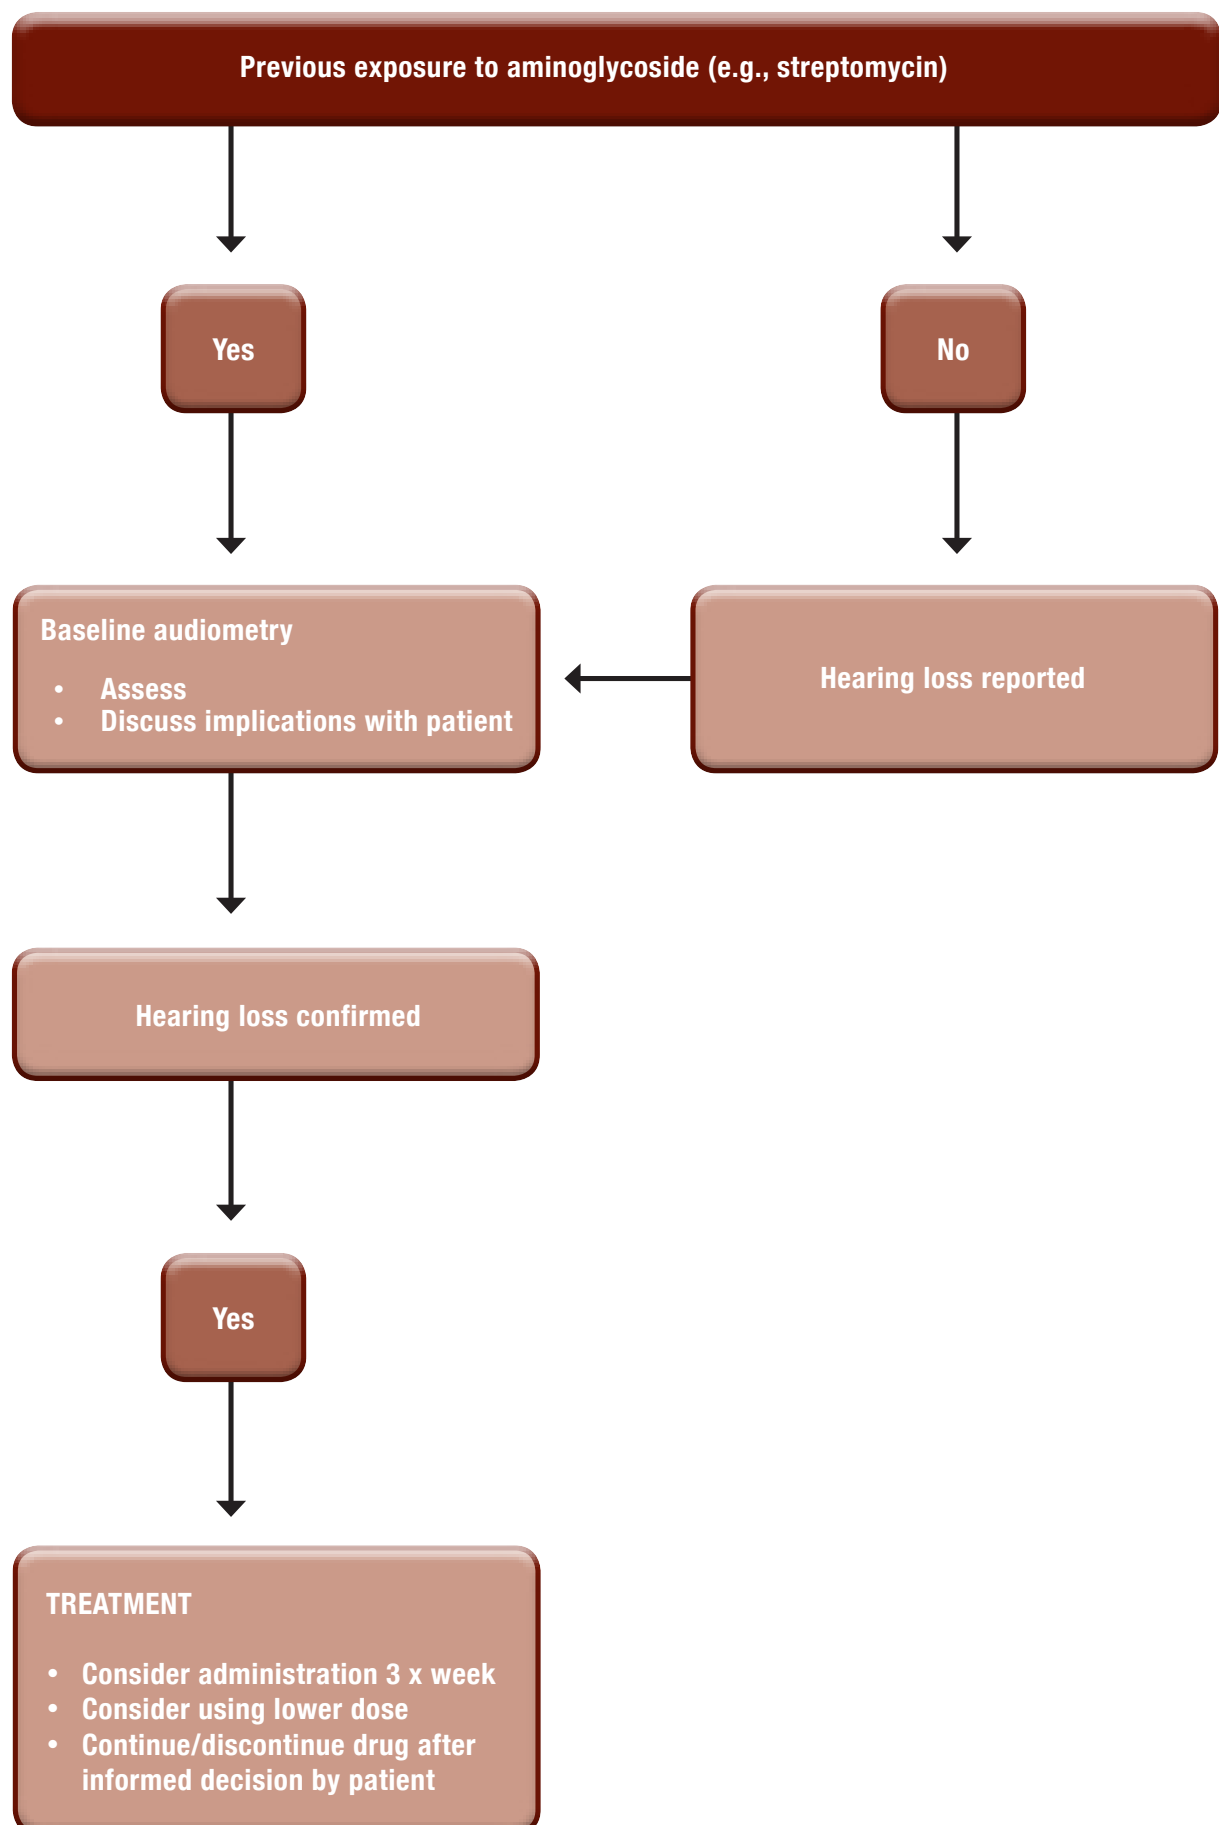 Previous exposure to aminoglycoside (e.g., streptomycin)
Yes
No
Baseline audiometry
• Assess
• Discuss implications with patient
Hearing loss reported
Hearing loss confirmed
Yes
TREATMENT
• Consider administration 3 x week
• Consider using lower dose
• Continue/discontinue drug after
informed decision by patient